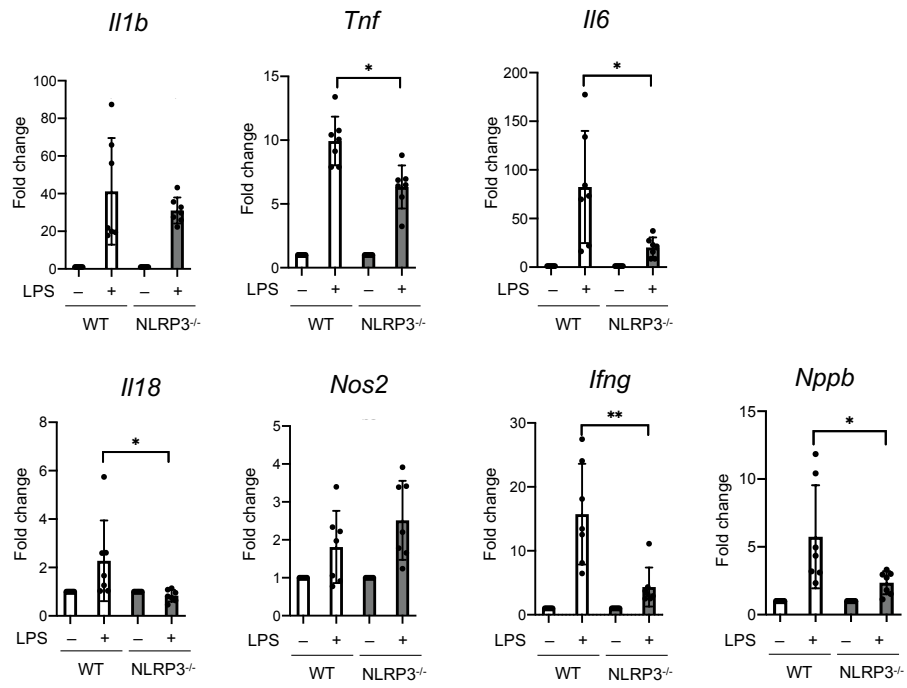 Il1b
Fold change
100
80
60
40
20
0
LPS – + – +
WT NLRP3-/-
Tnf
Fold change
15
10
5
0
*
LPS – + – +
WT NLRP3-/-
Il6
Fold change
200
150
100
50
0
*
LPS – + – +
WT NLRP3-/-
Il18
Fold change
8
6
4
2
0
*
LPS – + – +
WT NLRP3-/-
Nos2
Fold change
5
4
3
2
1
0
– + – +
WT NLRP3-/-
Ifng
Fold change
30
20
10
0
**
LPS – + – +
WT NLRP3-/-
Nppb
Fold change
15
10
5
0
*
LPS – + – +
WT NLRP3-/-